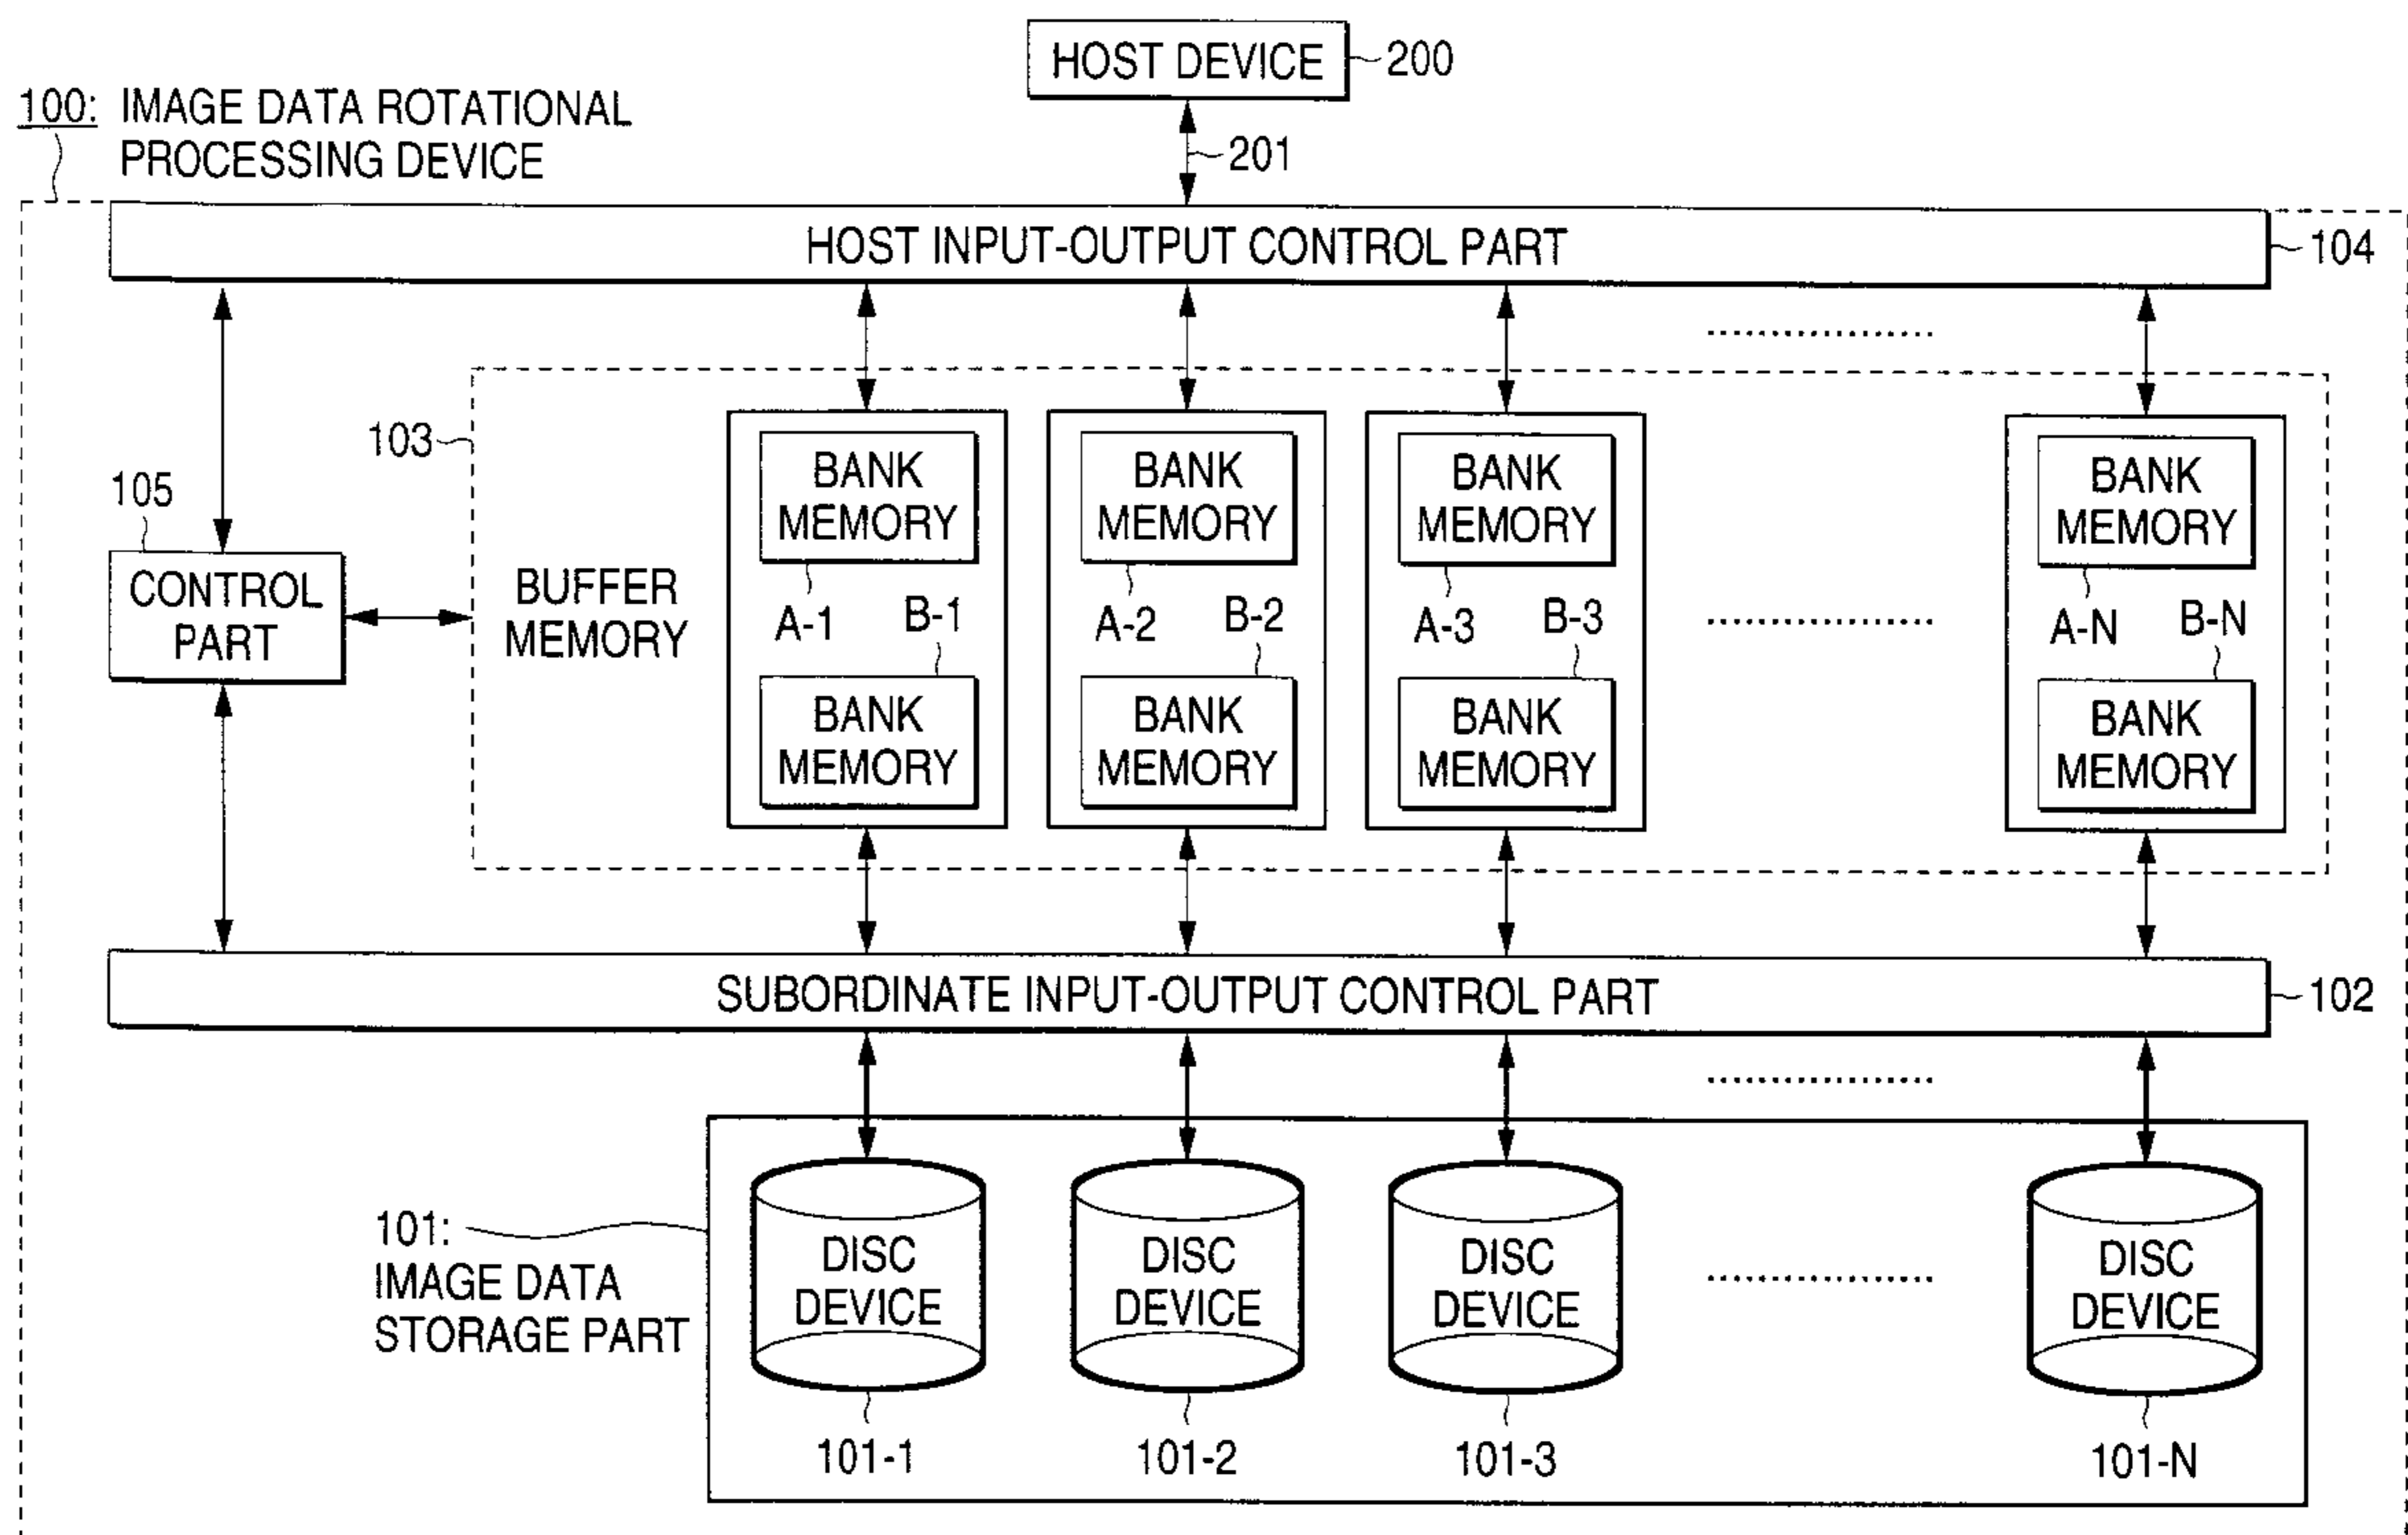 HOST DEVICE
200
100: IMAGE DATA ROTATIONAL
PROCESSING DEVICE
201
HOST INPUT-OUTPUT CONTROL PART
104
103
105
CONTROL
PART
BUFFER
MEMORY
BANK
MEMORY
A-1
B-1
BANK
MEMORY
BANK
MEMORY
A-2
B-2
BANK
MEMORY
BANK
MEMORY
A-3
B-3
BANK
MEMORY
BANK
MEMORY
A-N
B-N
BANK
MEMORY
SUBORDINATE INPUT-OUTPUT CONTROL PART
102
101:
IMAGE DATA
STORAGE PART
DISC
DEVICE
101-1
DISC
DEVICE
101-2
DISC
DEVICE
101-3
DISC
DEVICE
101-N